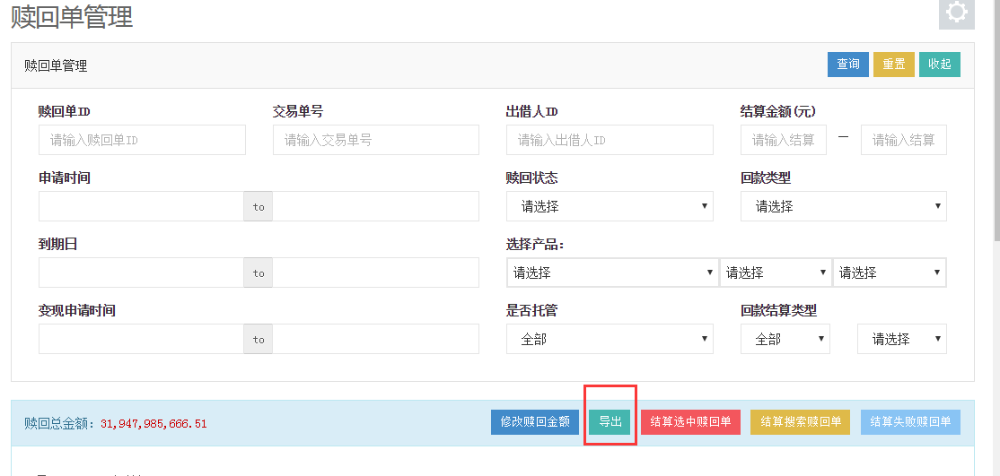 赎回单管理
赎回单管理 查询 重置 收起
赎回单ID 交易单号 出借人ID 结算金额(元)
请输入赎回单ID 请输入交易单号 请输入出借人ID 请输入结算 — 请输入结算
申请时间 赎回状态 回款类型
to 请选择 请选择
到期日 选择产品:
to 请选择 请选择 请选择
变现申请时间 是否托管 回款结算类型
to 全部 全部 请选择
赎回总金额: 31,947,985,666.51 修改赎回金额 导出 结算选中赎回单 结算搜索赎回单 结算失败赎回单